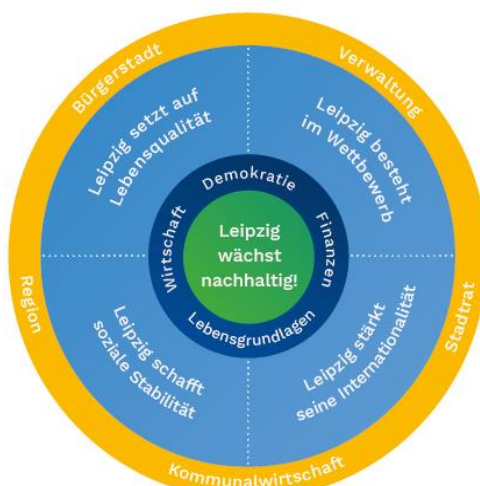 Bürgerstadt
Verwaltung
Leipzig setzt auf
Lebensqualität
Leipzig besteht
im Wettbewerb
Demokratie
Wirtschaft
Finanzen
Leipzig
wächst
nachhaltig!
Lebensgrundlagen
Region
Stadtrat
Leipzig schafft
soziale Stabilität
Leipzig stärkt
seine Internationalität
Kommunalwirtschaft